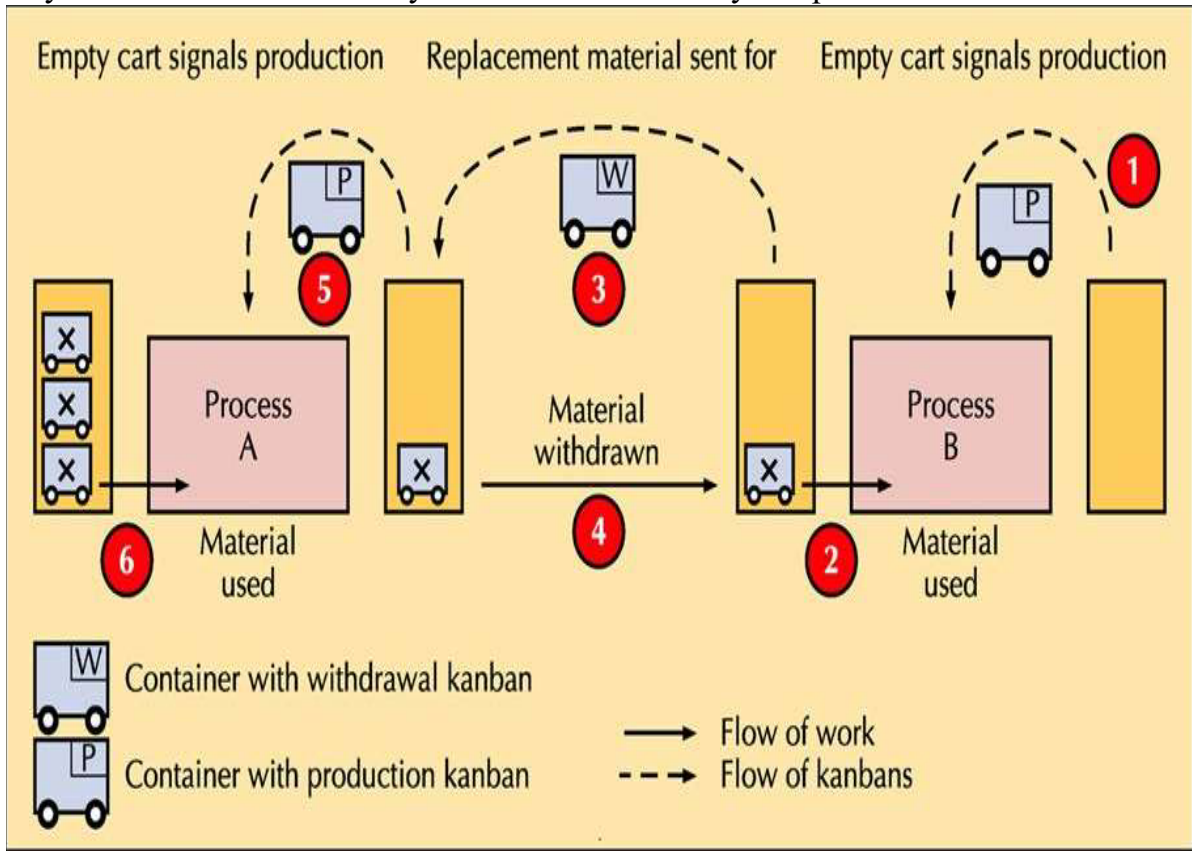 Empty cart signals production
Replacement material sent for
Empty cart signals production
1
P
W
P
5
3
X
X
X
Process
A
X
Material
withdrawn
X
Process
B
6
Material
used
4
2
Material
used
W
Container with withdrawal kanban
P
Container with production kanban
Flow of work
Flow of kanbans